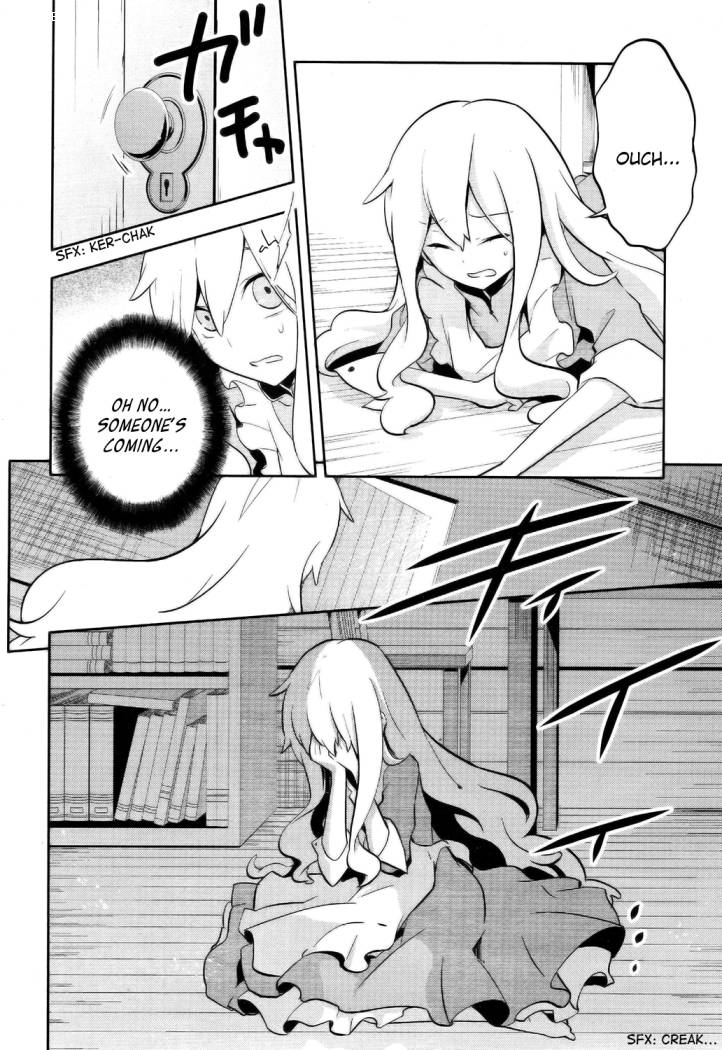 OUCH...
ガチャ
SFX: KER-CHAK
OH NO...
SOMEONE'S
COMING...
キィィィ
SFX: CREAK...